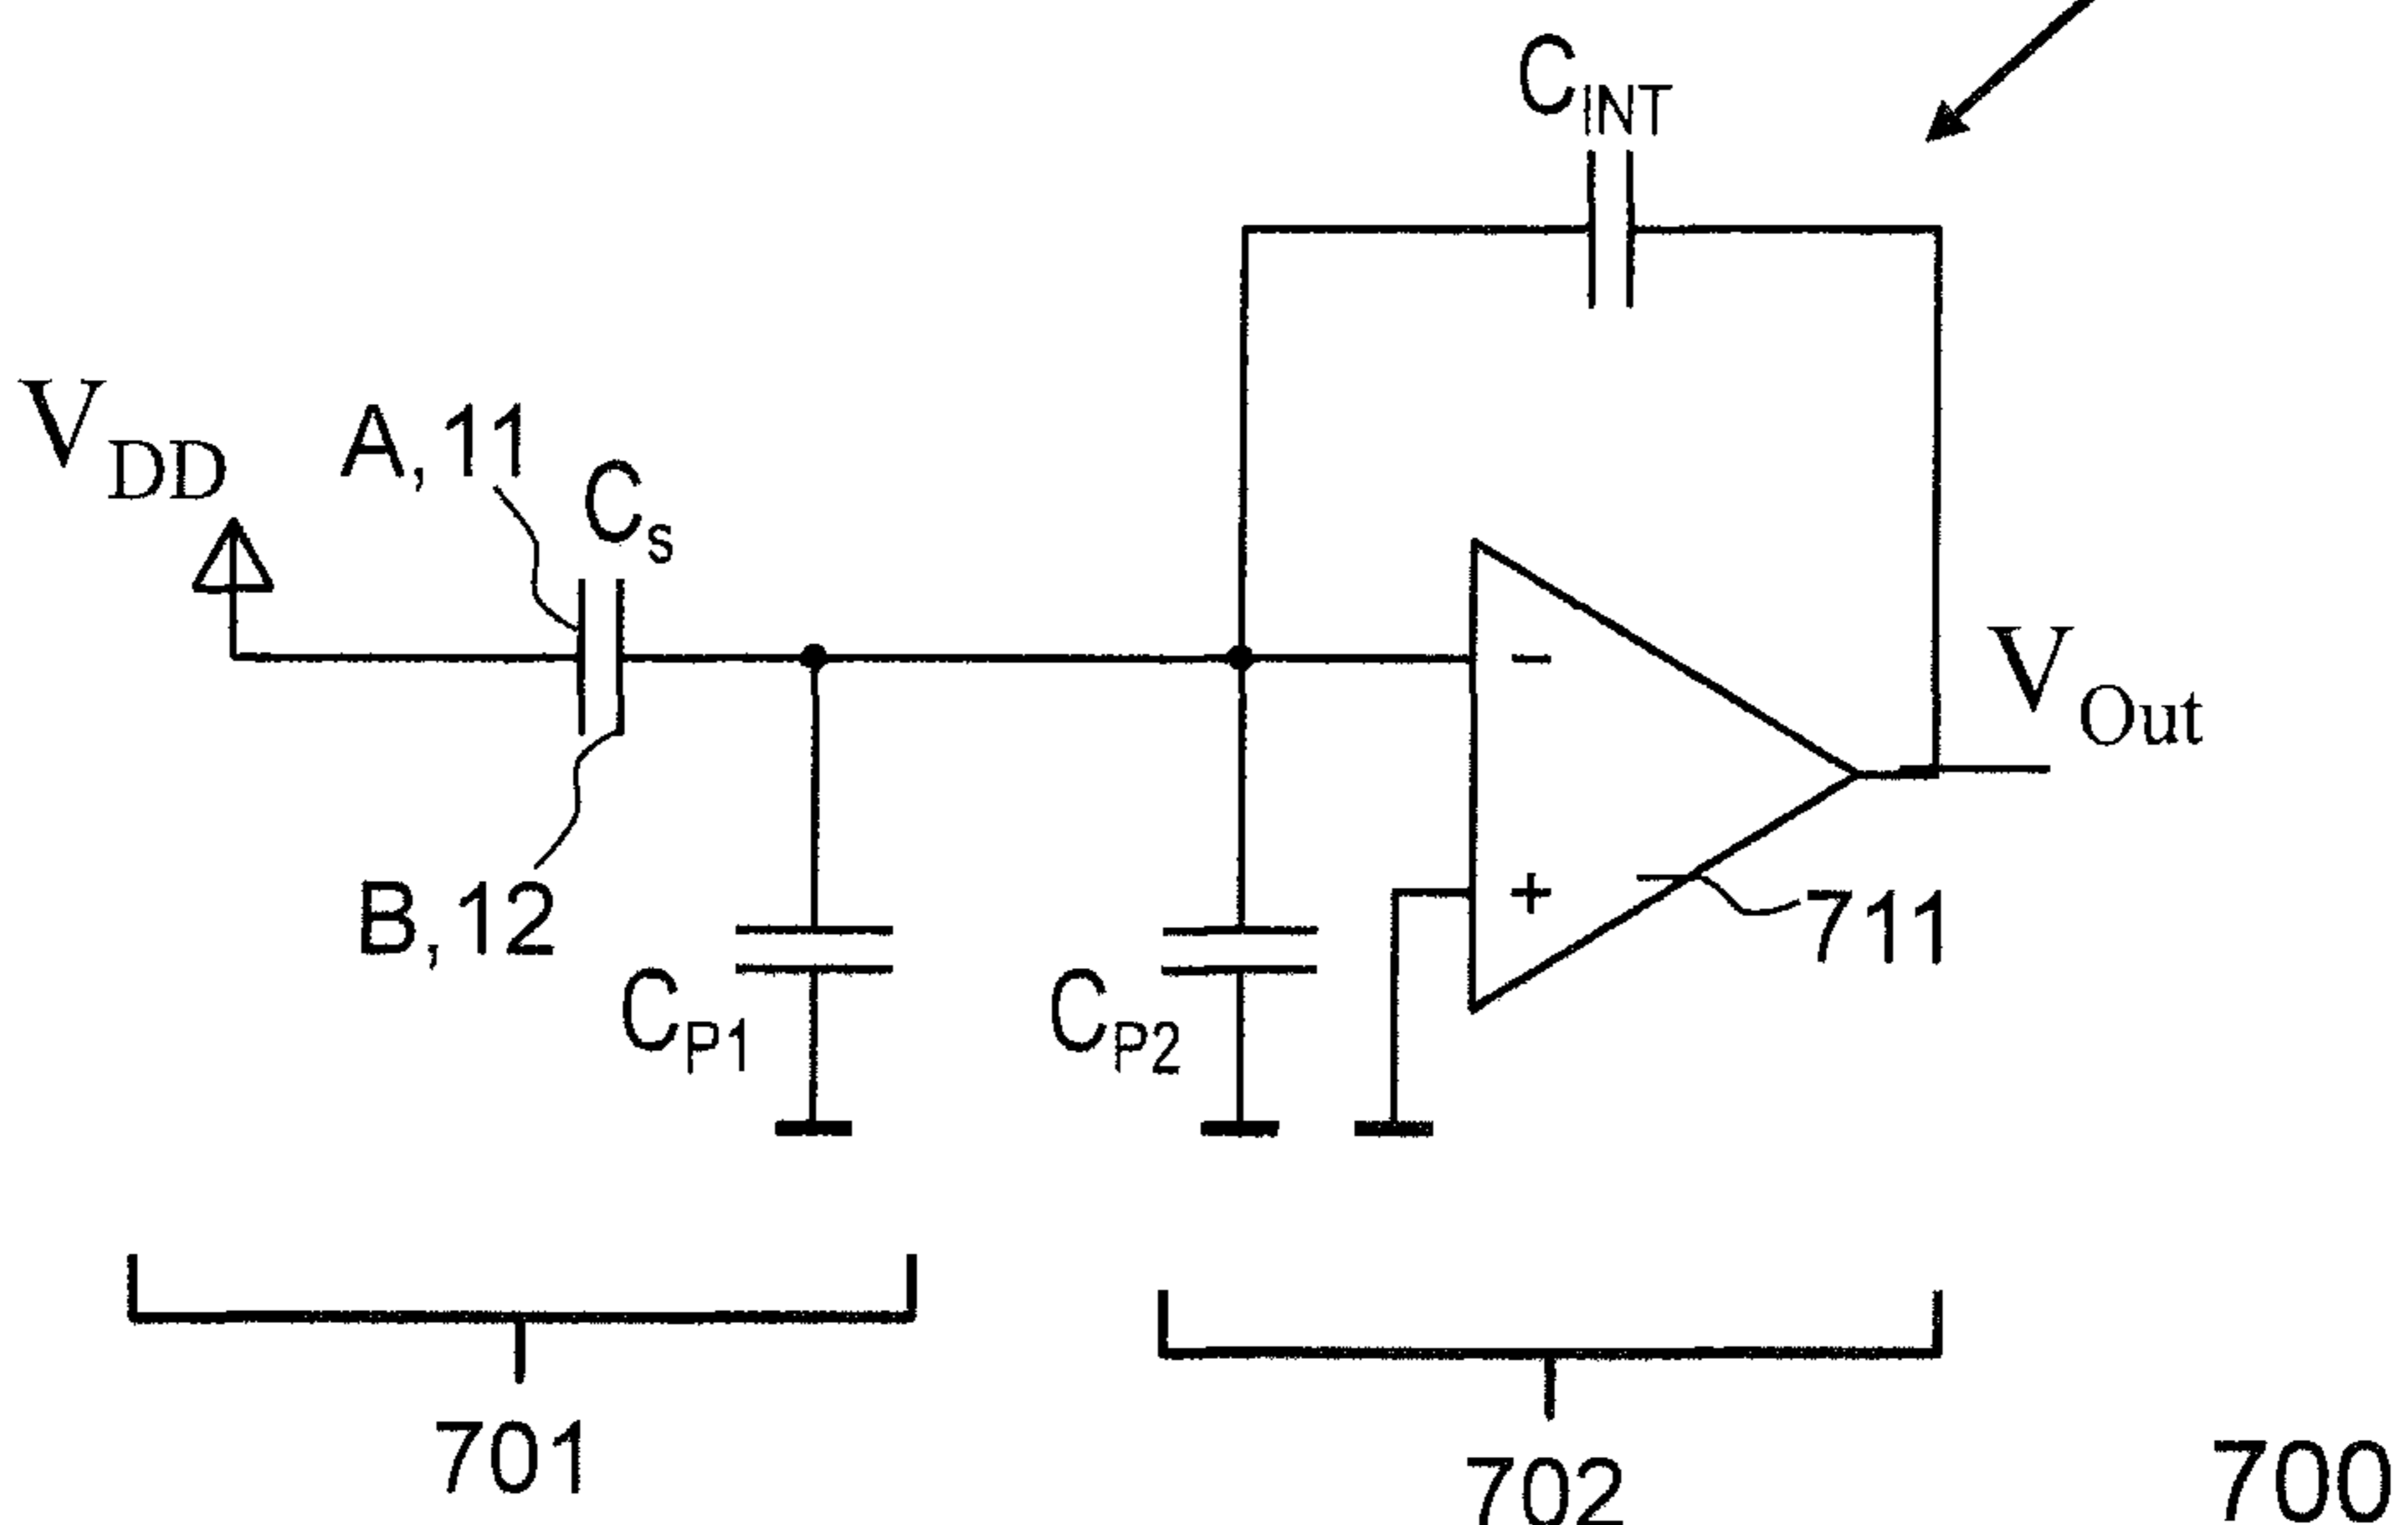 C_INT
V_DD
A, 11
C_s
V_Out
B, 12
-
+
711
C_P1
C_P2
701
702
700